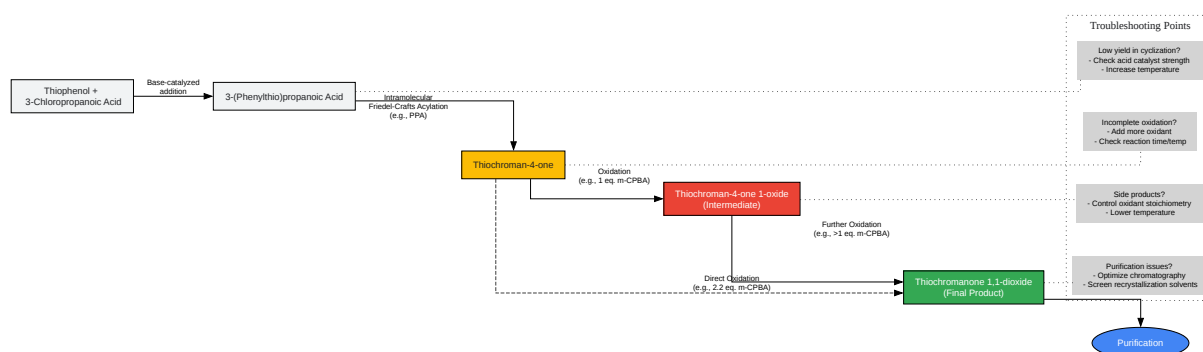 Troubleshooting Points
Low yield in cyclization?
- Check acid catalyst strength
- Increase temperature
Thiophenol +
3-Chloropropanoic Acid
Base-catalyzed
addition
3-(Phenylthio)propanoic Acid
Intramolecular
Friedel-Crafts Acylation
(e.g., PPA)
Incomplete oxidation?
- Add more oxidant
- Check reaction time/temp
Thiochroman-4-one
Oxidation
(e.g., 1 eq. m-CPBA)
Thiochroman-4-one 1-oxide
(Intermediate)
Side products?
- Control oxidant stoichiometry
- Lower temperature
Further Oxidation
(e.g., >1 eq. m-CPBA)
Purification issues?
- Optimize chromatography
- Screen recrystallization solvents
Direct Oxidation
(e.g., 2.2 eq. m-CPBA)
Thiochromanone 1,1-dioxide
(Final Product)
Purification